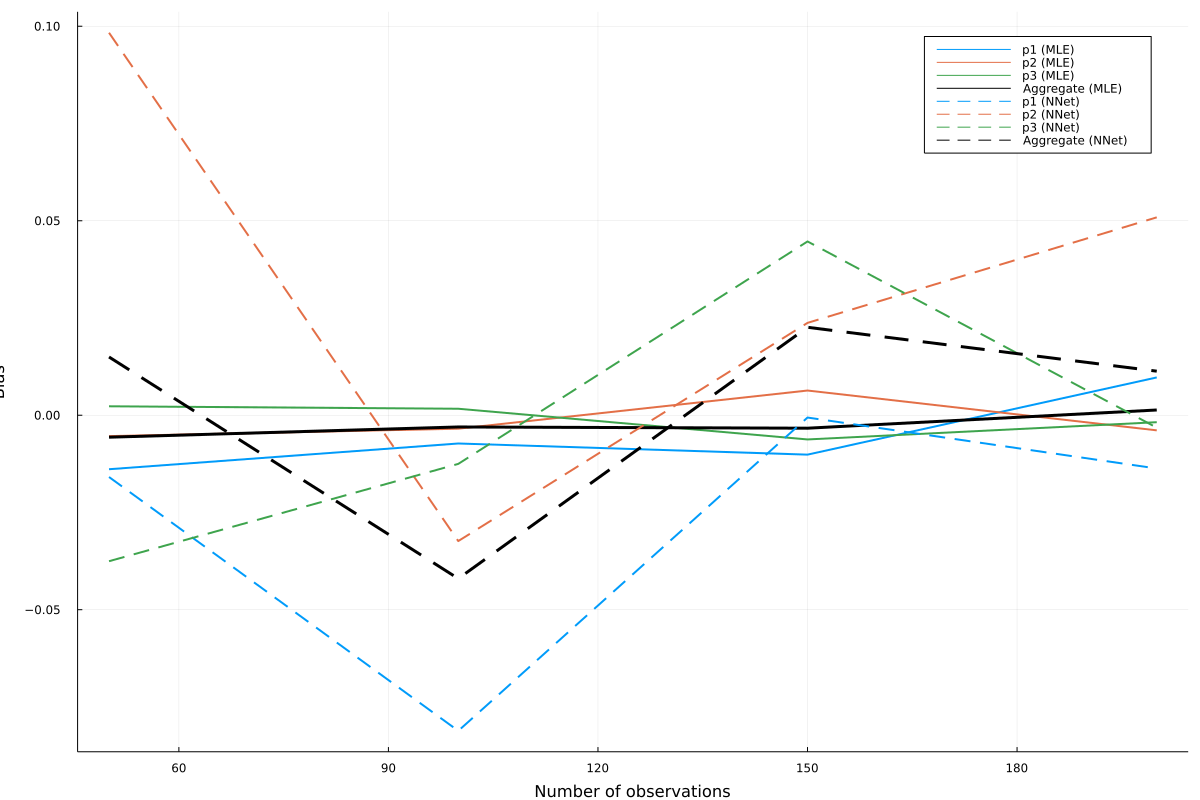 0.10
0.05
0.00
−0.05
60
90
120
150
180
Number of observations
p1 (MLE)
p2 (MLE)
p3 (MLE)
Aggregate (MLE)
p1 (NNet)
p2 (NNet)
p3 (NNet)
Aggregate (NNet)